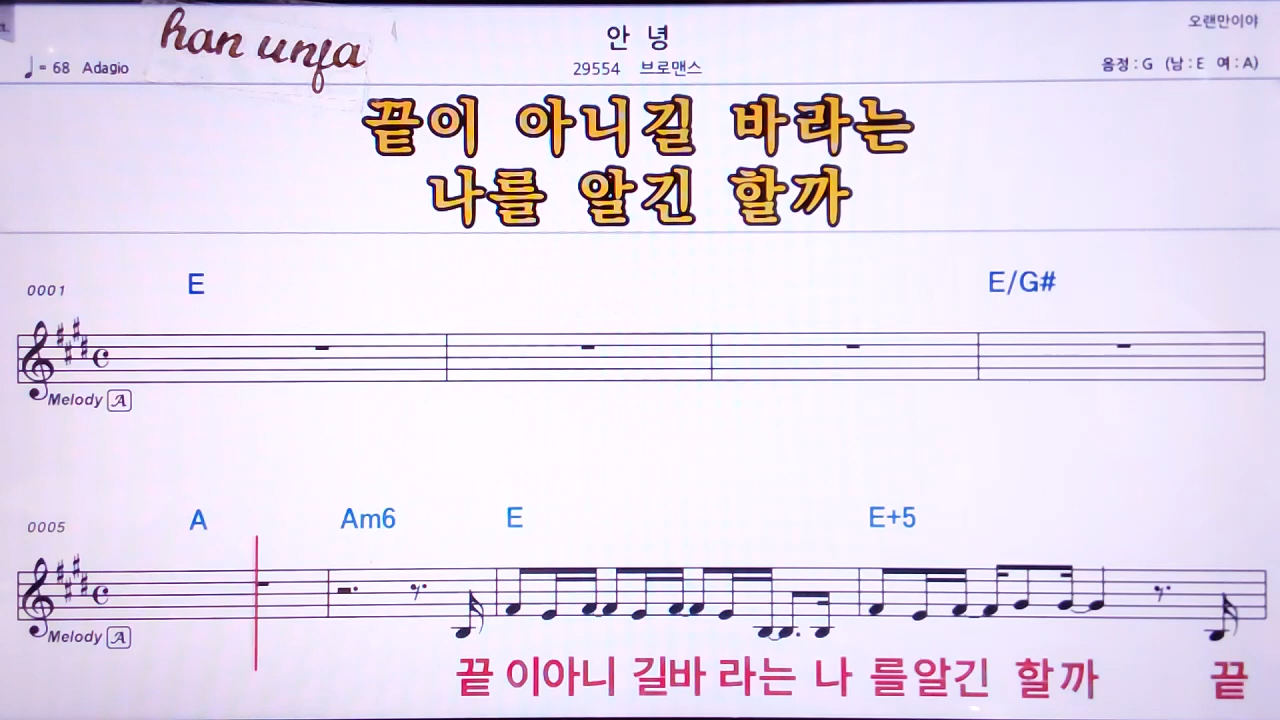 han unfa
안 녕
오랜만이야
♩= 68 Adagio
29554 브로맨스
음정 : G (남 : E 여 : A)
끝이 아니길 바라는
나를 알긴 할까
0001 E E/G#
Melody A
0005 A Am6 E E+5
Melody A
끝 이아니 길바 라는 나 를알긴 할까 끝